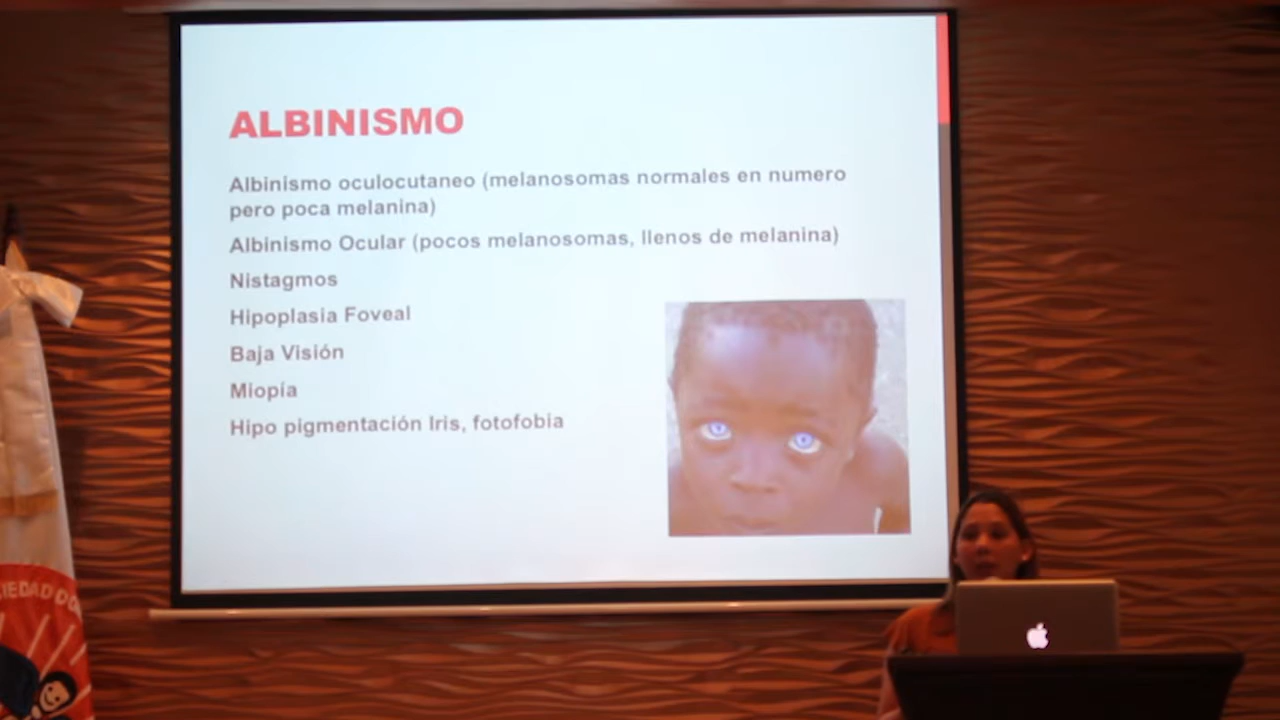 ALBINISMO
Albinismo oculocutaneo (melanosomas normales en numero
pero poca melanina)
Albinismo Ocular (pocos melanosomas, llenos de melanina)
Nistagmos
Hipoplasia Foveal
Baja Visión
Miopía
Hipo pigmentación Iris, fotofobia